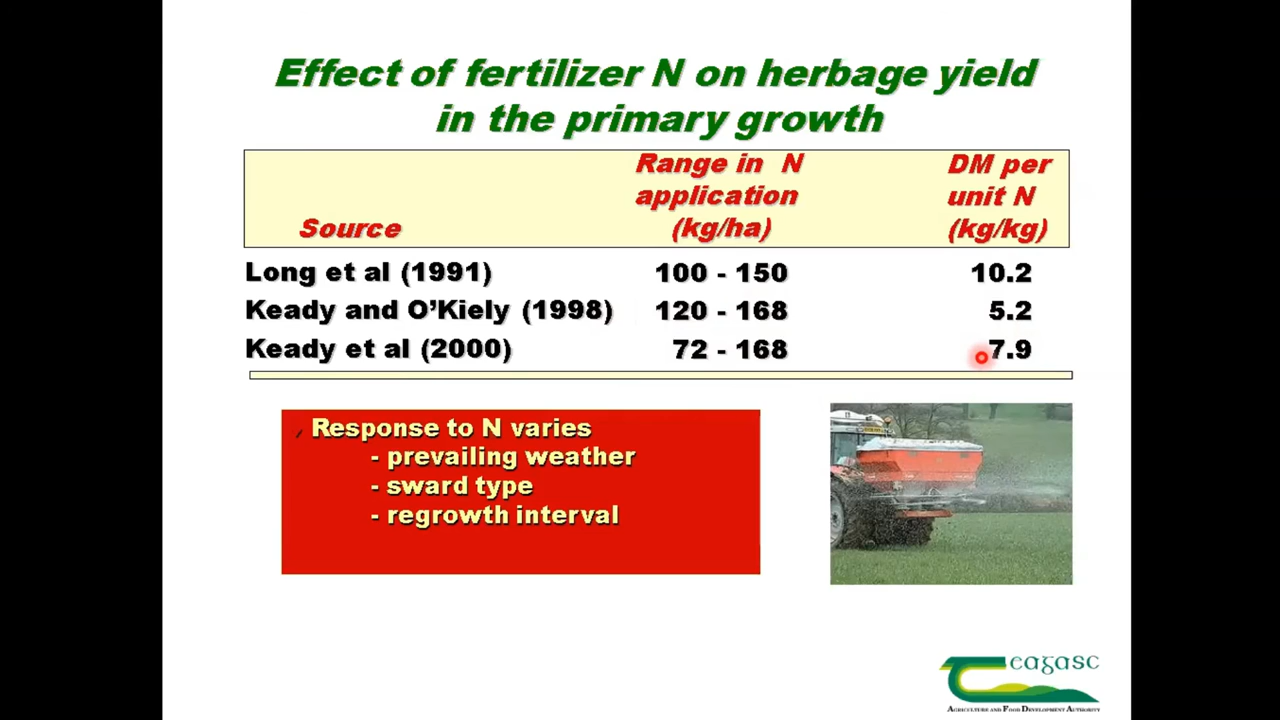 Effect of fertilizer N on herbage yield
in the primary growth
Source
Range in N
application
(kg/ha)
DM per
unit N
(kg/kg)
Long et al (1991) 100 - 150 10.2
Keady and O’Kiely (1998) 120 - 168 5.2
Keady et al (2000) 72 - 168 7.9
Response to N varies
- prevailing weather
- sward type
- regrowth interval
Teagasc
AGRICULTURE AND FOOD DEVELOPMENT AUTHORITY